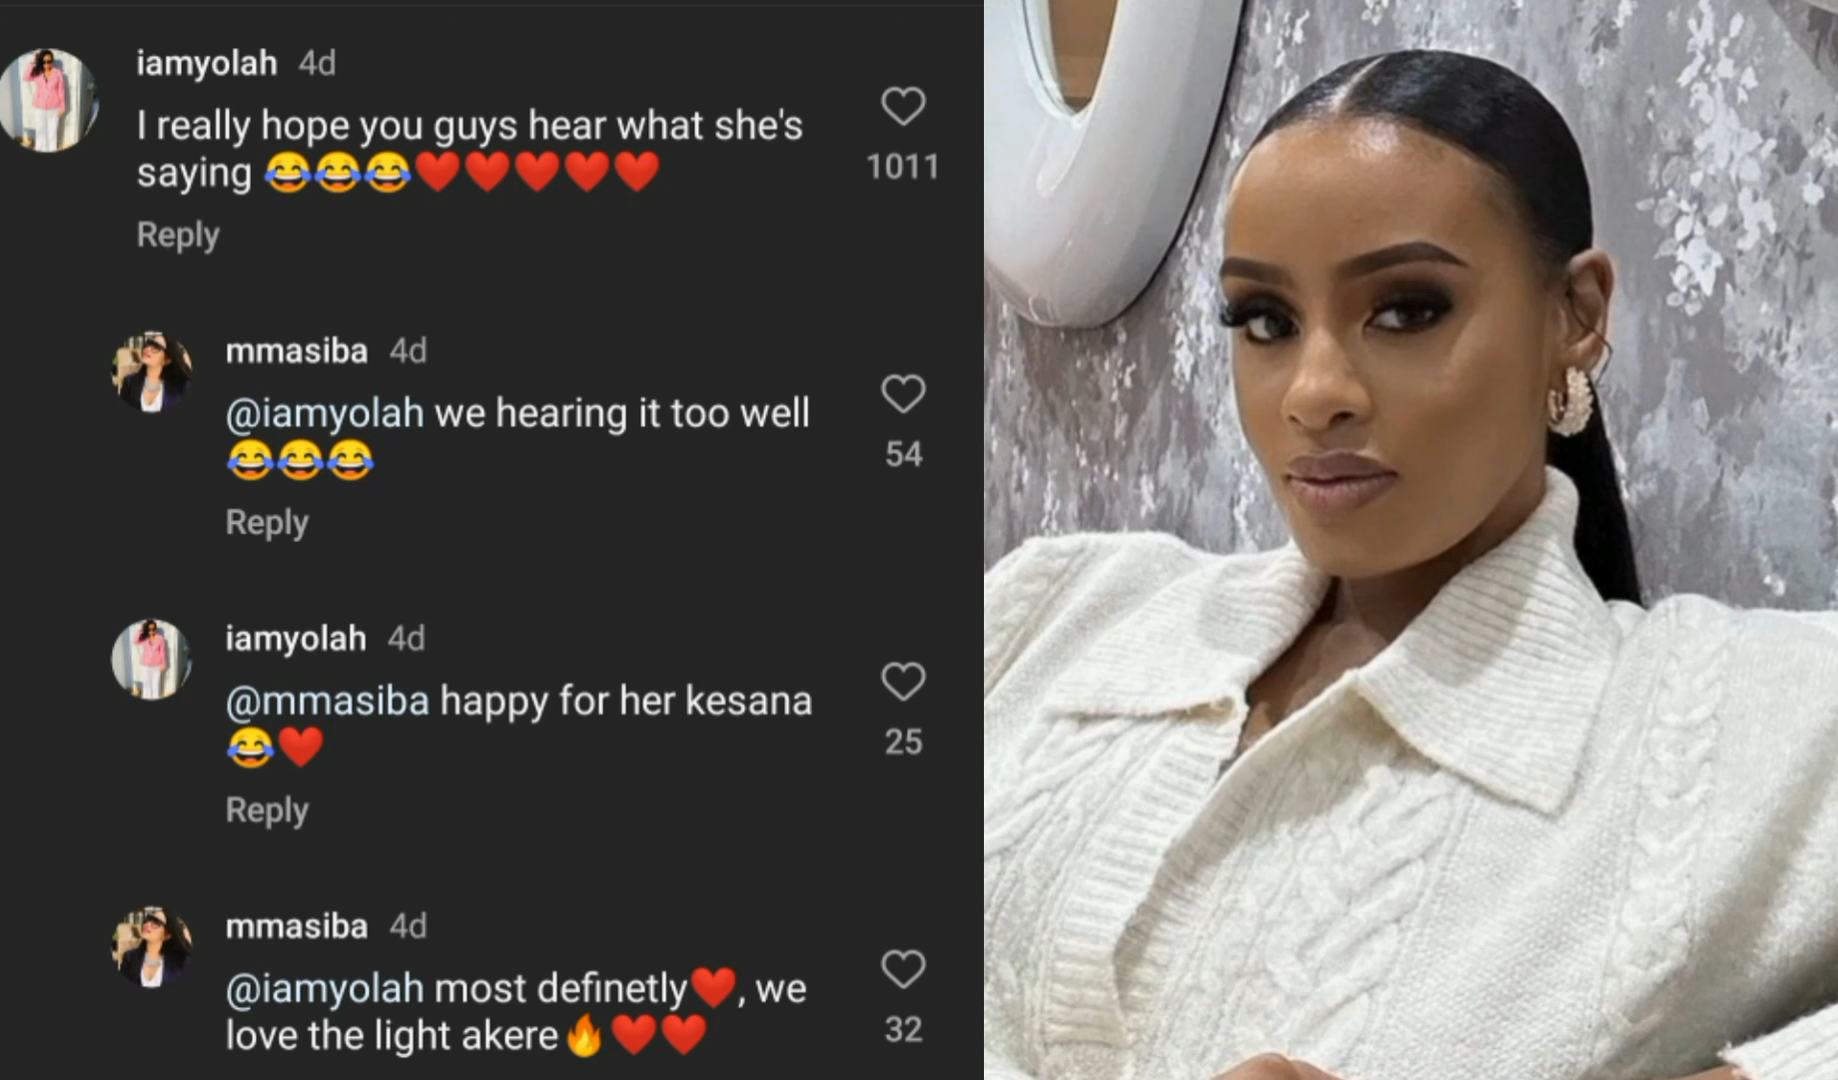 iamyolah 4d
I really hope you guys hear what she's
saying 😂😂😂❤️❤️❤️❤️❤️
1011
Reply
mmasiba 4d
@iamyolah we hearing it too well
😂😂😂
54
Reply
iamyolah 4d
@mmasiba happy for her kesana
😂❤️
25
Reply
mmasiba 4d
@iamyolah most definetly❤️, we
love the light akere🔥❤️❤️
32